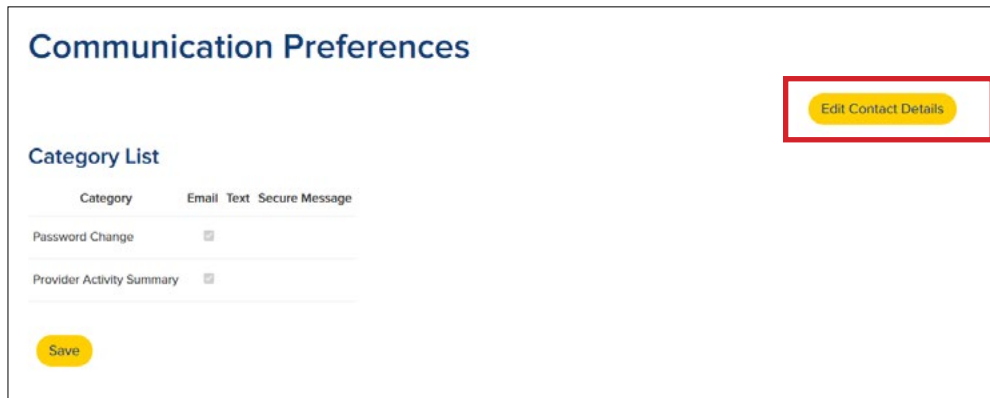 Communication Preferences
Edit Contact Details
Category List
Category Email Text Secure Message
Password Change
Provider Activity Summary
Save